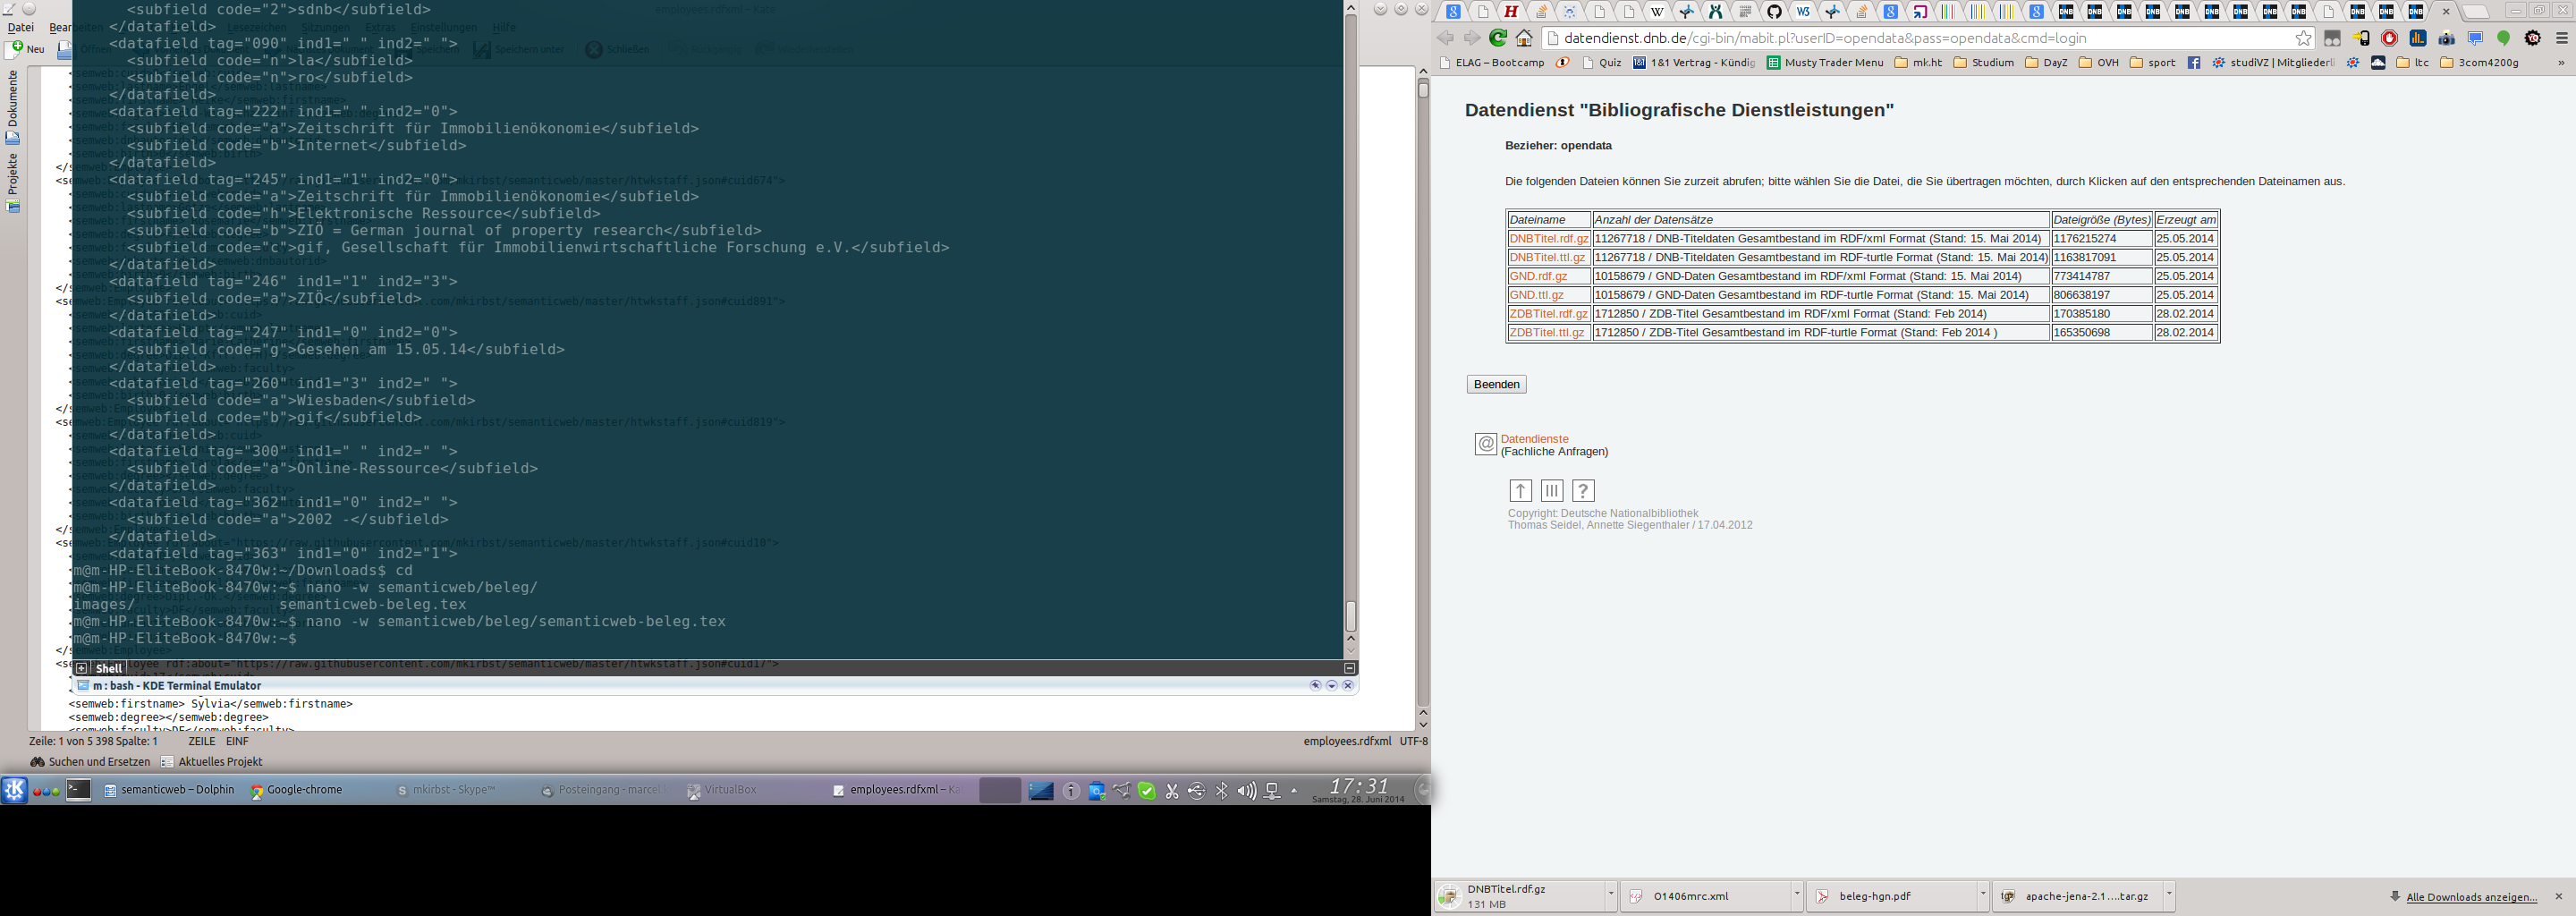 employees.rdfxml – Kate
Datei Bearbeiten Lesezeichen Sitzungen Extras Einstellungen Hilfe
Neu Öffnen Speichern Speichern unter Schließen
Dokumente
Projekte
<subfield code="2">sdnb</subfield>
</datafield>
<datafield tag="090" ind1=" " ind2=" ">
<subfield code="n">la</subfield>
<subfield code="n">ro</subfield>
</datafield>
<datafield tag="222" ind1=" " ind2="0">
<subfield code="a">Zeitschrift für Immobilienökonomie</subfield>
<subfield code="b">Internet</subfield>
</datafield>
<datafield tag="245" ind1="1" ind2="0">
<subfield code="a">Zeitschrift für Immobilienökonomie</subfield>
<subfield code="h">Elektronische Ressource</subfield>
<subfield code="b">ZIÖ = German journal of property research</subfield>
<subfield code="c">gif, Gesellschaft für Immobilienwirtschaftliche Forschung e.V.</subfield>
</datafield>
<datafield tag="246" ind1="1" ind2="3">
<subfield code="a">ZIÖ</subfield>
</datafield>
<datafield tag="247" ind1="0" ind2="0">
<subfield code="g">Gesehen am 15.05.14</subfield>
</datafield>
<datafield tag="260" ind1="3" ind2=" ">
<subfield code="a">Wiesbaden</subfield>
<subfield code="b">gif</subfield>
</datafield>
<datafield tag="300" ind1=" " ind2=" ">
<subfield code="a">Online-Ressource</subfield>
</datafield>
<datafield tag="362" ind1="0" ind2=" ">
<subfield code="a">2002 -</subfield>
</datafield>
<datafield tag="363" ind1="0" ind2="1">
m@m-HP-EliteBook-8470w:~/Downloads$ cd
m@m-HP-EliteBook-8470w:~$ nano -w semanticweb/beleg/
images/ semanticweb-beleg.tex
m@m-HP-EliteBook-8470w:~$ nano -w semanticweb/beleg/semanticweb-beleg.tex
m@m-HP-EliteBook-8470w:~$
Shell
m : bash - KDE Terminal Emulator
<semweb:firstname> Sylvia</semweb:firstname>
<semweb:degree></semweb:degree>
<semweb:faculty>DE</semweb:faculty>
Zeile: 1 von 5 398 Spalte: 1 ZEILE EINF employees.rdfxml UTF-8
Suchen und Ersetzen Aktuelles Projekt
semanticweb – Dolphin Google-chrome mkirbst - Skype™ Posteingang - marcel VirtualBox employees.rdfxml – Ka 17:31
Samstag, 28. Juni 2014
datendienst.dnb.de/cgi-bin/mabit.pl?userID=opendata&pass=opendata&cmd=login
ELAG – Bootcamp Quiz 1&1 Vertrag - Kündig Musty Trader Menu mk.ht Studium DayZ OVH sport studiVZ | Mitgliederli ltc 3com4200g »
Datendienst "Bibliografische Dienstleistungen"
Bezieher: opendata
Die folgenden Dateien können Sie zurzeit abrufen; bitte wählen Sie die Datei, die Sie übertragen möchten, durch Klicken auf den entsprechenden Dateinamen aus.
Dateiname Anzahl der Datensätze Dateigröße (Bytes) Erzeugt am
DNBTitel.rdf.gz 11267718 / DNB-Titeldaten Gesamtbestand im RDF/xml Format (Stand: 15. Mai 2014) 1176215274 25.05.2014
DNBTitel.ttl.gz 11267718 / DNB-Titeldaten Gesamtbestand im RDF-turtle Format (Stand: 15. Mai 2014) 1163817091 25.05.2014
GND.rdf.gz 10158679 / GND-Daten Gesamtbestand im RDF/xml Format (Stand: 15. Mai 2014) 773414787 25.05.2014
GND.ttl.gz 10158679 / GND-Daten Gesamtbestand im RDF-turtle Format (Stand: 15. Mai 2014) 806638197 25.05.2014
ZDBTitel.rdf.gz 1712850 / ZDB-Titel Gesamtbestand im RDF/xml Format (Stand: Feb 2014) 170385180 28.02.2014
ZDBTitel.ttl.gz 1712850 / ZDB-Titel Gesamtbestand im RDF-turtle Format (Stand: Feb 2014 ) 165350698 28.02.2014
Beenden
Datendienste
(Fachliche Anfragen)
Copyright: Deutsche Nationalbibliothek
Thomas Seidel, Annette Siegenthaler / 17.04.2012
DNBTitel.rdf.gz
131 MB
O1406mrc.xml
beleg-hgn.pdf
apache-jena-2.1....tar.gz
Alle Downloads anzeigen...